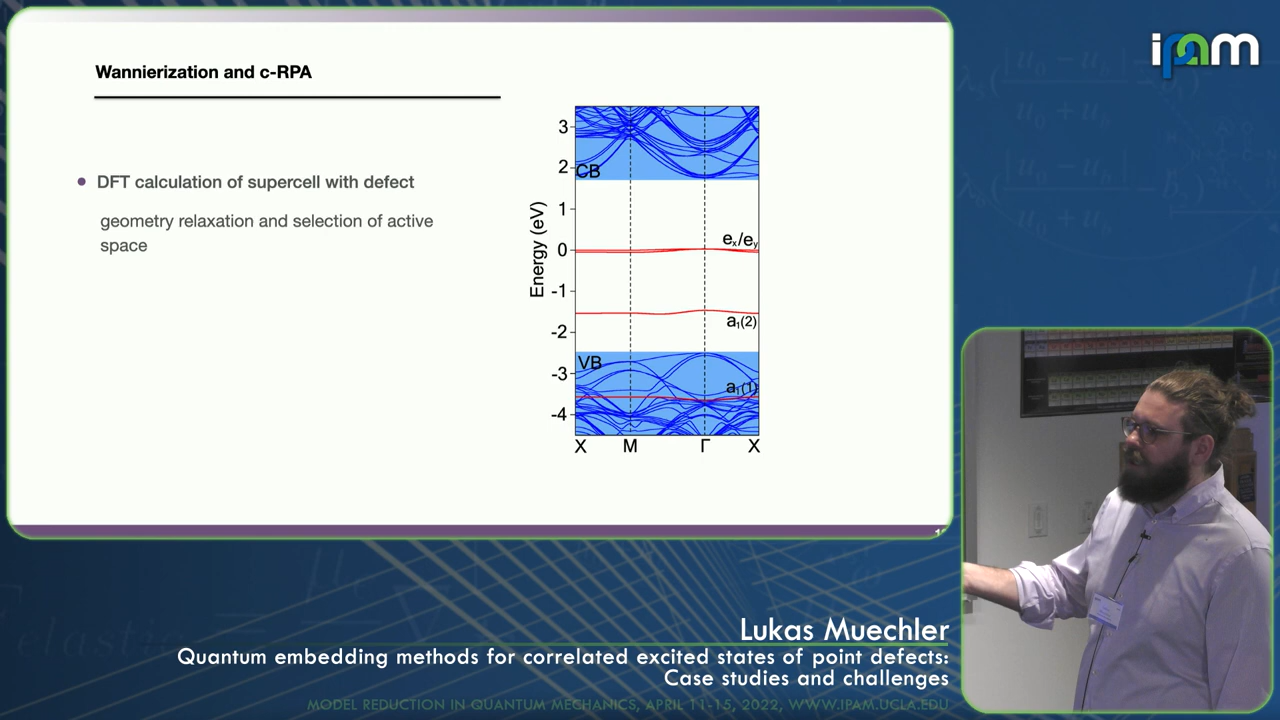 ipam
Wannierization and c-RPA
• DFT calculation of supercell with defect
geometry relaxation and selection of active
space
Energy (eV)
3
2
1
0
-1
-2
-3
-4
CB
eₓ/eᵧ
a₁(2)
VB
a₁(1)
X M Γ X
Lukas Muechler
Quantum embedding methods for correlated excited states of point defects:
Case studies and challenges
MODEL REDUCTION IN QUANTUM MECHANICS, APRIL 11-15, 2022, WWW.IPAM.UCLA.EDU